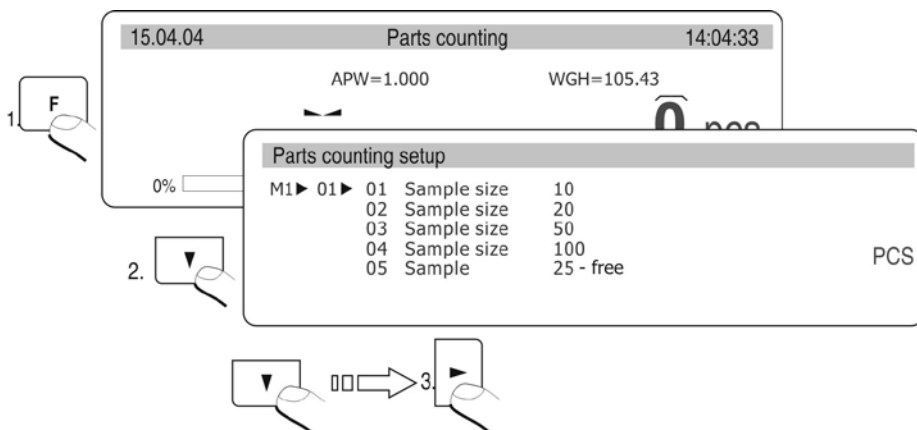 15.04.04 Parts counting 14:04:33
APW=1.000 WGH=105.43
1. F
0 pcs
0%
Parts counting setup
M1▶ 01▶ 01 Sample size 10
02 Sample size 20
03 Sample size 50
04 Sample size 100
05 Sample 25 - free
PCS
2.
3.